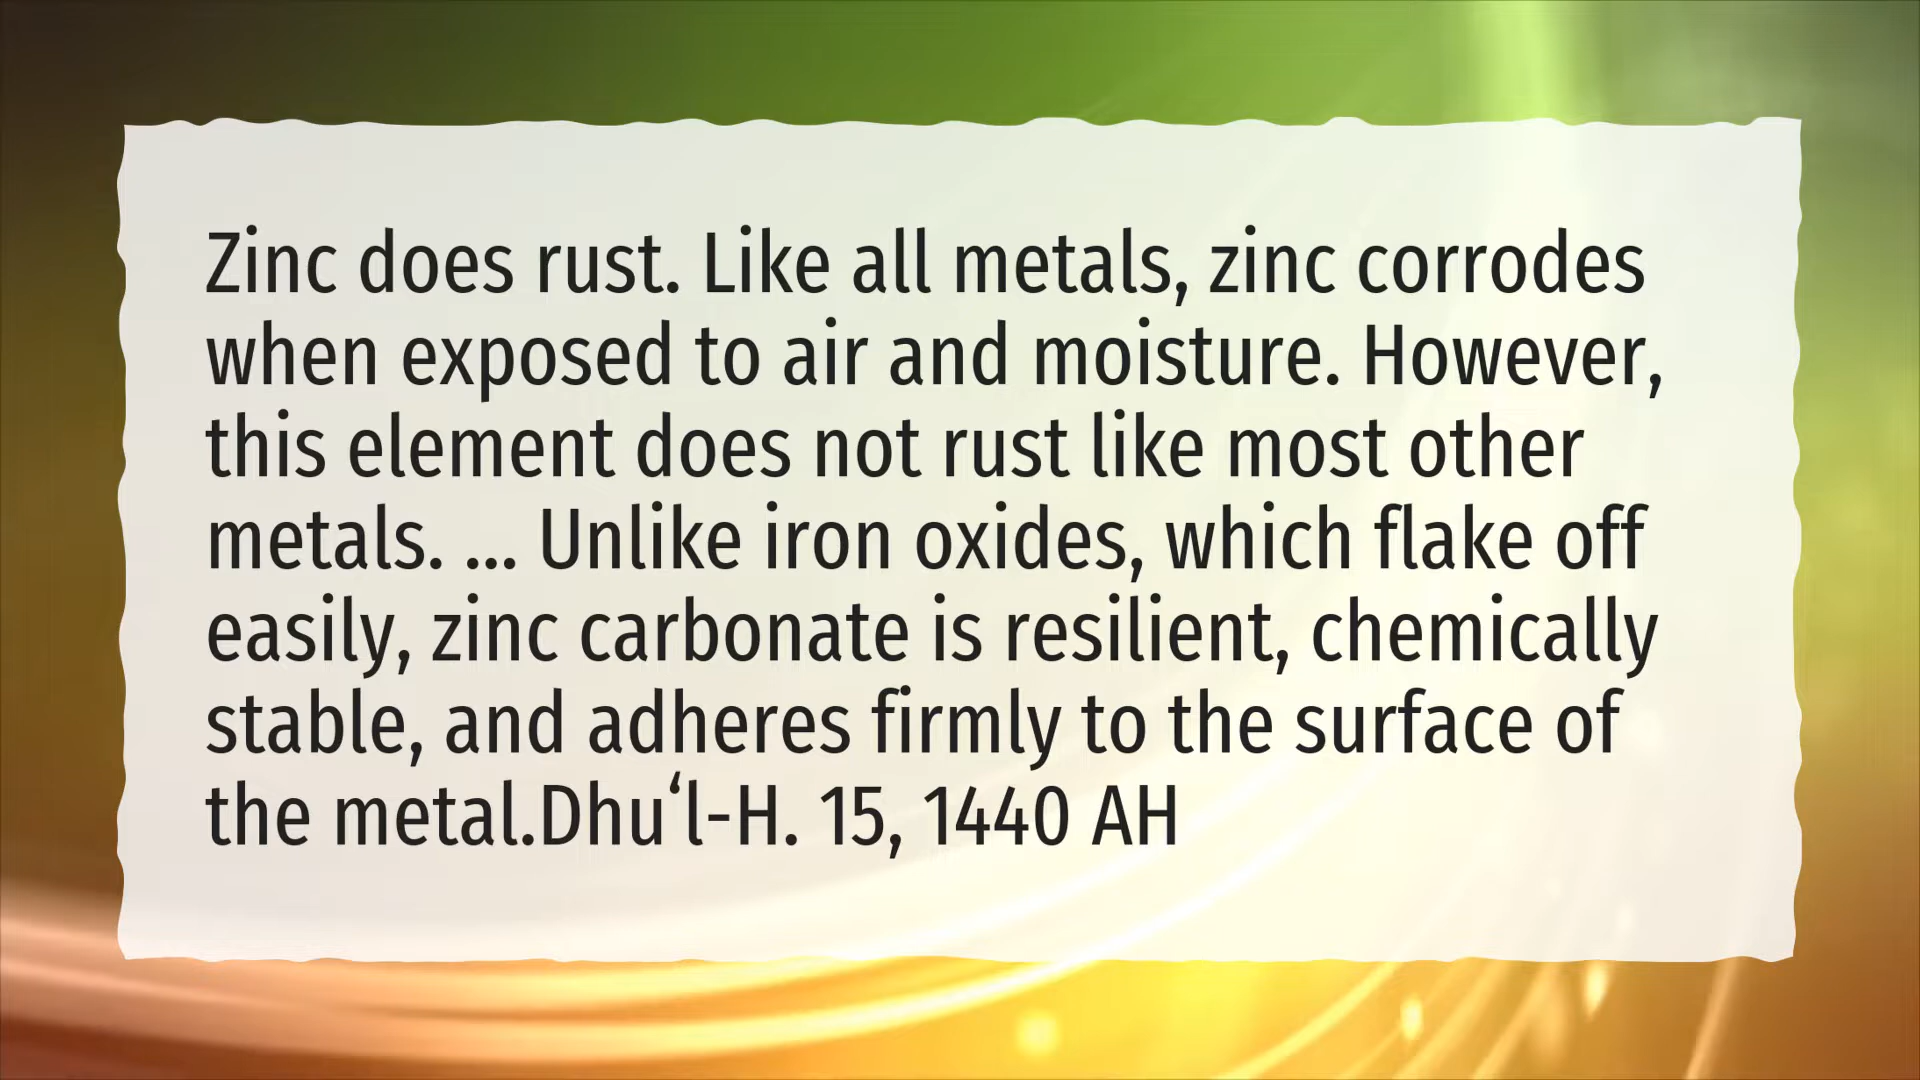 Zinc does rust. Like all metals, zinc corrodes
when exposed to air and moisture. However,
this element does not rust like most other
metals. ... Unlike iron oxides, which flake off
easily, zinc carbonate is resilient, chemically
stable, and adheres firmly to the surface of
the metal.Dhuʻl-H. 15, 1440 AH